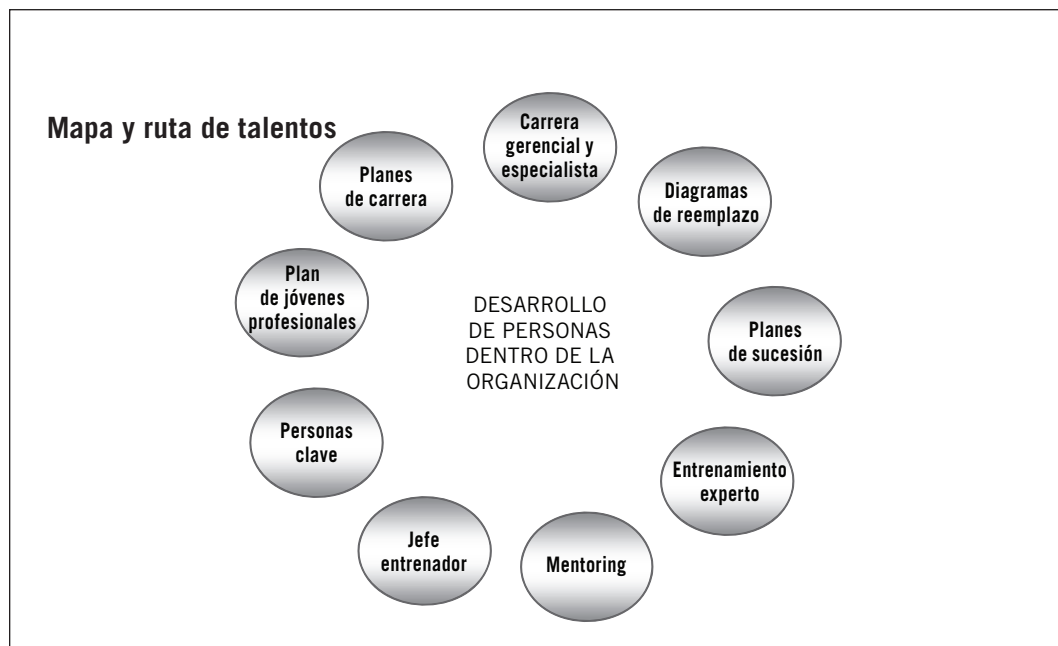 Mapa y ruta de talentos
Carrera
gerencial y
especialista
Planes
de carrera
Diagramas
de reemplazo
Plan
de jóvenes
profesionales
DESARROLLO
DE PERSONAS
DENTRO DE LA
ORGANIZACIÓN
Planes
de sucesión
Personas
clave
Entrenamiento
experto
Jefe
entrenador
Mentoring